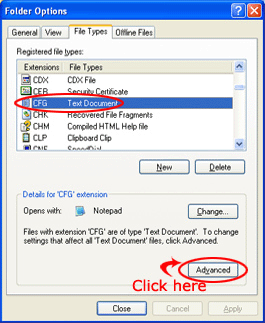 Folder Options
General View File Types Offline Files
Registered file types:
Extensions File Types
CDX CDX File
CER Security Certificate
CFG Text Document
CHK Recovered File Fragments
CHM Compiled HTML Help file
CLP Clipboard Clip
CNF SpeedDial
New Delete
Details for 'CFG' extension
Opens with: Notepad Change...
Files with extension 'CFG' are of type 'Text Document'. To change
settings that affect all 'Text Document' files, click Advanced.
Advanced
Click here
Close Cancel Apply